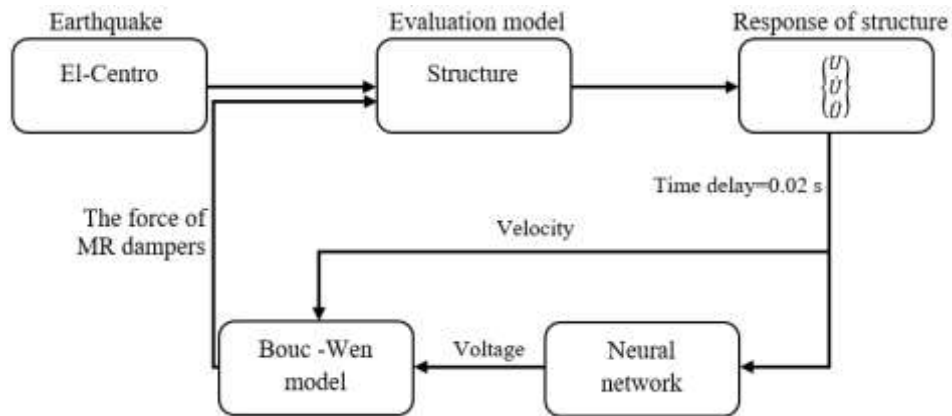 Earthquake
Evaluation model
Response of structure
El-Centro
Structure
U
U̇
Ü
Time delay=0.02 s
The force of
MR dampers
Velocity
Bouc -Wen
model
Voltage
Neural
network